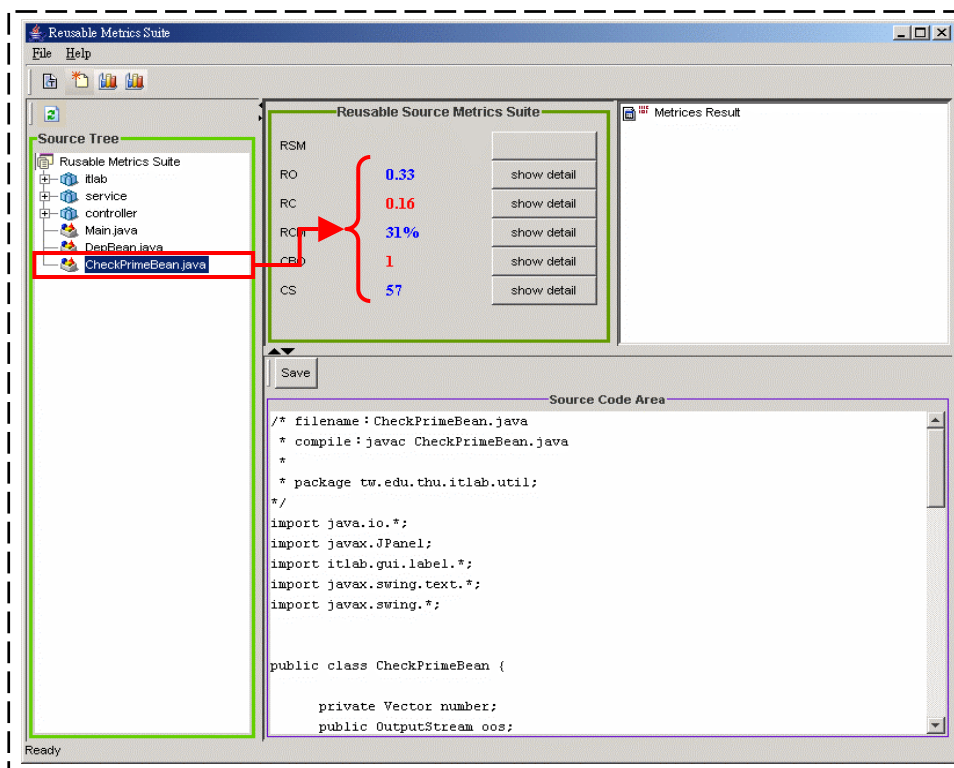 Reusable Metrics Suite
File Help
Source Tree
Rusable Metrics Suite
itlab
service
controller
Main.java
DepBean.java
CheckPrimeBean.java
Reusable Source Metrics Suite
RSM
RO 0.33 show detail
RC 0.16 show detail
RCM 31% show detail
CBO 1 show detail
CS 57 show detail
Metrices Result
Save
Source Code Area
/* filename：CheckPrimeBean.java
* compile：javac CheckPrimeBean.java
*
* package tw.edu.thu.itlab.util;
*/
import java.io.*;
import javax.JPanel;
import itlab.gui.label.*;
import javax.swing.text.*;
import javax.swing.*;
public class CheckPrimeBean {
private Vector number;
public OutputStream oos;
Ready